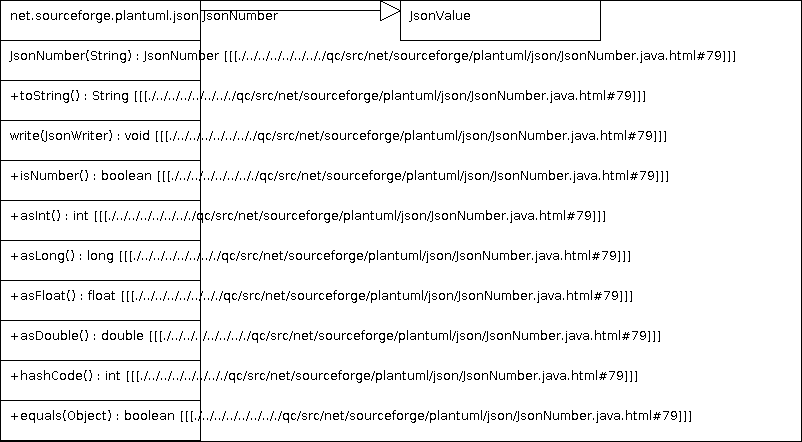 net.sourceforge.plantuml.json.JsonNumber
JsonValue
JsonNumber(String) : JsonNumber [[[./../../../../../../../qc/src/net/sourceforge/plantuml/json/JsonNumber.java.html#79]]]
+toString() : String [[[./../../../../../../../qc/src/net/sourceforge/plantuml/json/JsonNumber.java.html#79]]]
write(JsonWriter) : void [[[./../../../../../../../qc/src/net/sourceforge/plantuml/json/JsonNumber.java.html#79]]]
+isNumber() : boolean [[[./../../../../../../../qc/src/net/sourceforge/plantuml/json/JsonNumber.java.html#79]]]
+asInt() : int [[[./../../../../../../../qc/src/net/sourceforge/plantuml/json/JsonNumber.java.html#79]]]
+asLong() : long [[[./../../../../../../../qc/src/net/sourceforge/plantuml/json/JsonNumber.java.html#79]]]
+asFloat() : float [[[./../../../../../../../qc/src/net/sourceforge/plantuml/json/JsonNumber.java.html#79]]]
+asDouble() : double [[[./../../../../../../../qc/src/net/sourceforge/plantuml/json/JsonNumber.java.html#79]]]
+hashCode() : int [[[./../../../../../../../qc/src/net/sourceforge/plantuml/json/JsonNumber.java.html#79]]]
+equals(Object) : boolean [[[./../../../../../../../qc/src/net/sourceforge/plantuml/json/JsonNumber.java.html#79]]]